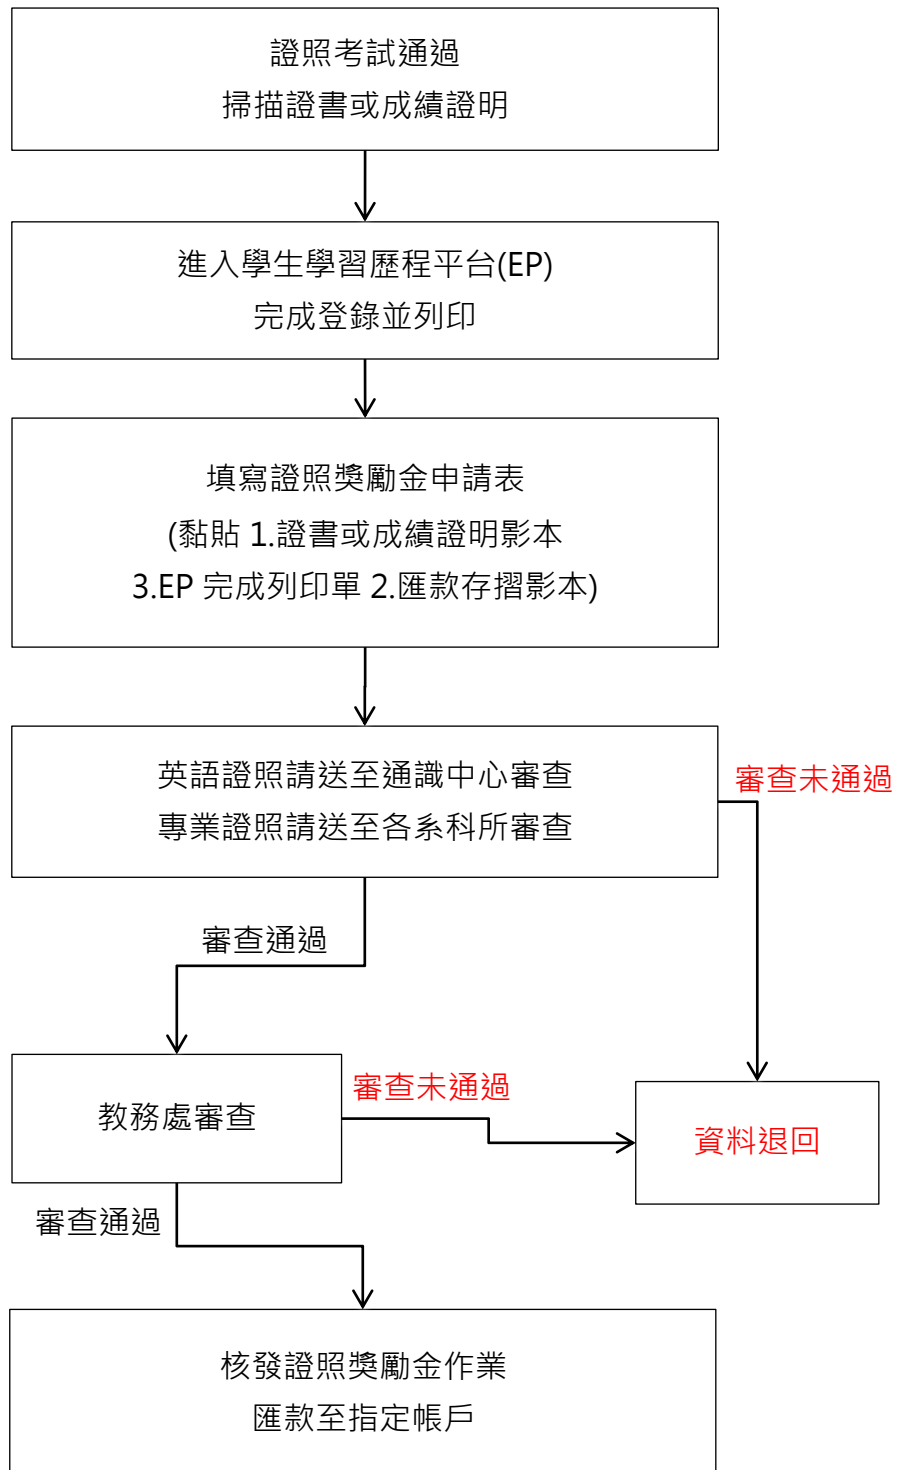 證照考試通過
掃描證書或成績證明
進入學生學習歷程平台(EP)
完成登錄並列印
填寫證照獎勵金申請表
(黏貼 1.證書或成績證明影本
3.EP 完成列印單 2.匯款存摺影本)
英語證照請送至通識中心審查
專業證照請送至各系科所審查
審查未通過
審查通過
教務處審查
審查未通過
資料退回
審查通過
核發證照獎勵金作業
匯款至指定帳戶